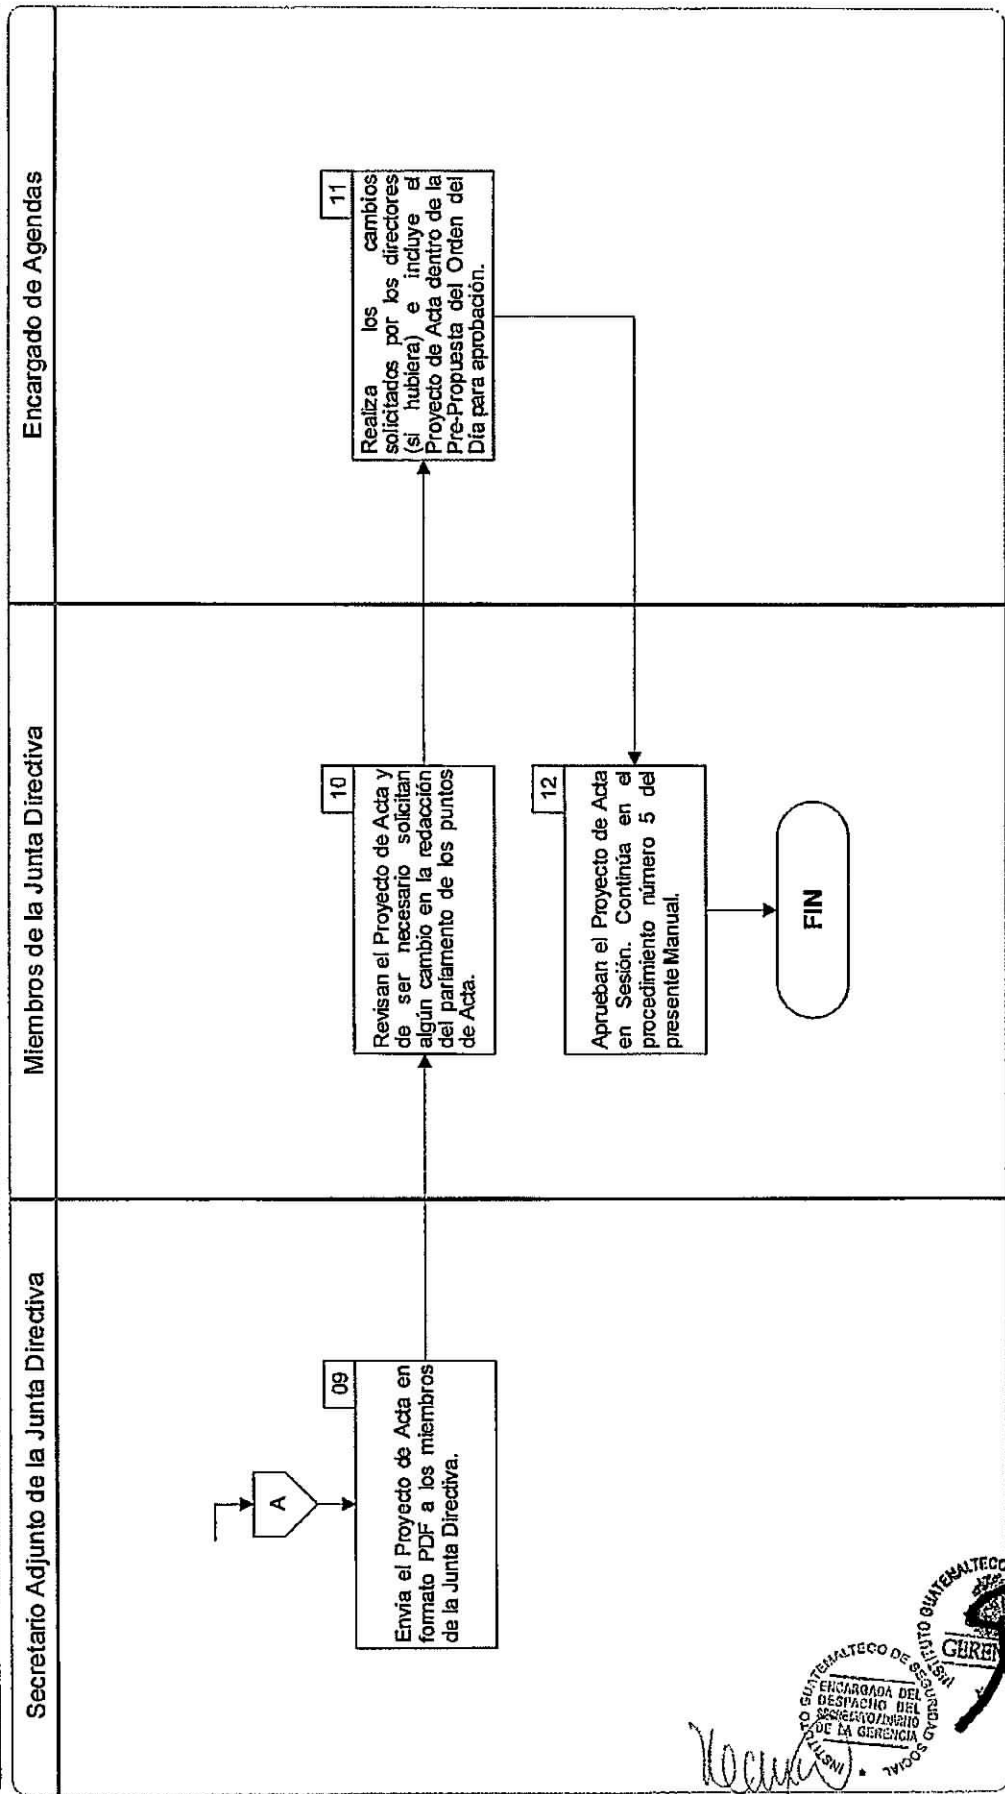 Secretario Adjunto de la Junta Directiva
Miembros de la Junta Directiva
Encargado de Agendas
A
09
Envia el Proyecto de Acta en
formato PDF a los miembros
de la Junta Directiva.
10
Revisan el Proyecto de Acta y
de ser necesario solicitan
algún cambio en la redacción
del parlamento de los puntos
de Acta.
11
Realiza los cambios
solicitados por los directores
(si hubiera) e incluye el
Proyecto de Acta dentro de la
Pre-Propuesta del Orden del
Día para aprobación.
12
Aprueban el Proyecto de Acta
en Sesión. Continúa en el
procedimiento número 5 del
presente Manual.
FIN
INSTITUTO GUATEMALTECO DE SEGURIDAD SOCIAL
ENCARGADA DEL
DESPACHO DEL
DE LA GERENCIA
INSTITUTO GUATEMALTECO
GEREN